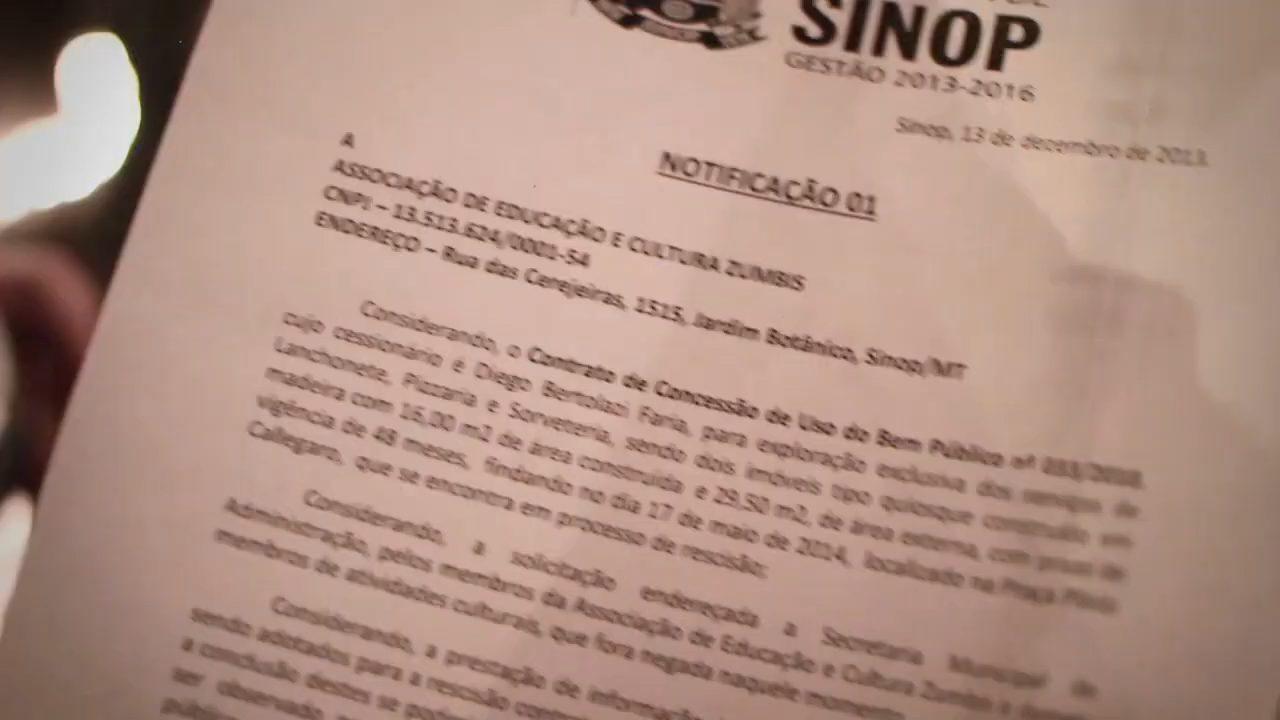 SINOP
GESTÃO 2013-2016
Sinop, 13 de dezembro de 2013.
NOTIFICAÇÃO 01
A
ASSOCIAÇÃO DE EDUCAÇÃO E CULTURA ZUMBIS
CNPJ – 13.513.624/0001-54
ENDEREÇO – Rua das Cerejeiras, 1515, Jardim Botânico, Sinop/MT
Considerando, o Contrato de Concessão de Uso do Bem Público nº
cujo cessionário é Diego Bertolazi Faria, para exploração exclusiva dos serviços de
Lanchonete, Pizzaria e Sorveteria, sendo dois imóveis tipo quiosque construído em
madeira com 16,00 m2 de área construída e 29,50 m2, de área externa, com prazo de
vigência de 48 meses, findando no dia 17 de maio de 2014, localizado na Praça Plínio
Callegaro, que se encontra em processo de rescisão;
Considerando, a solicitação endereçada a Secretaria Municipal de
Administração, pelos membros da Associação de Educação e Cultura Zumbis e
membros de atividades culturais, que fora negada naquele momento
Considerando, a prestação de
sendo adotados para a rescisão
a conclusão destes se
ser observado